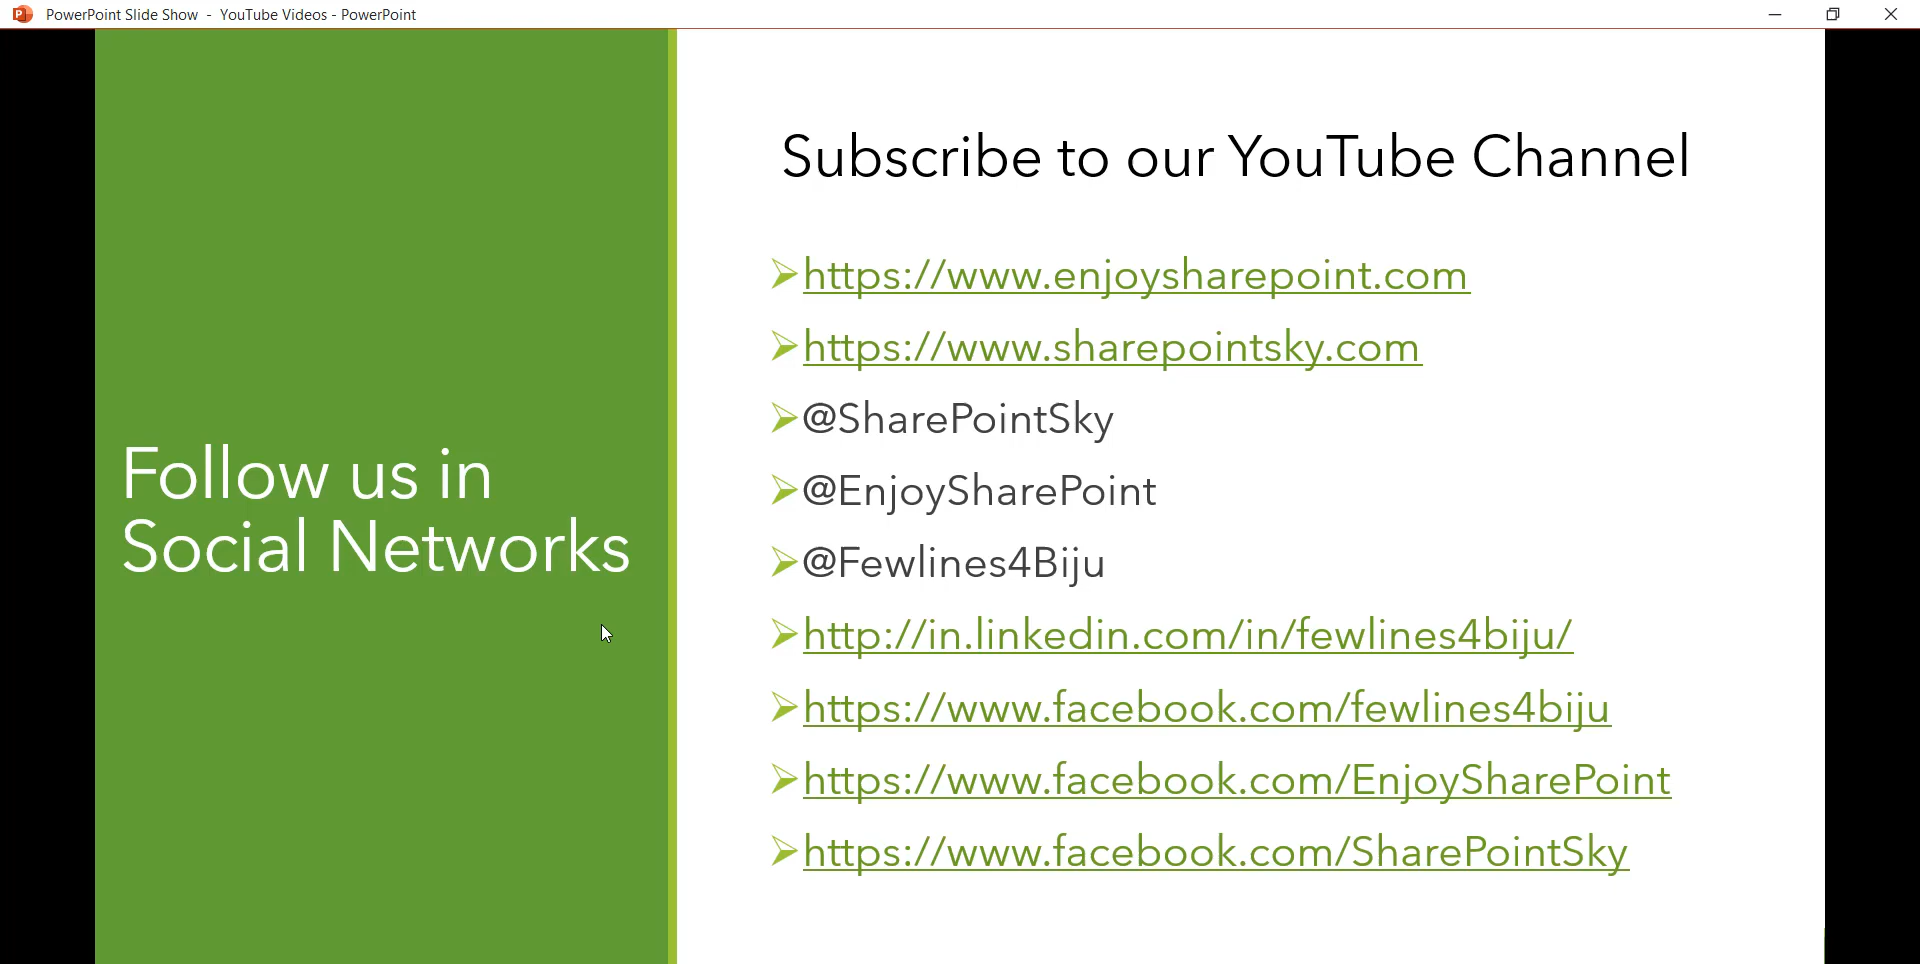 PowerPoint Slide Show - YouTube Videos - PowerPoint
Follow us in
Social Networks
Subscribe to our YouTube Channel
https://www.enjoysharepoint.com
https://www.sharepointsky.com
@SharePointSky
@EnjoySharePoint
@Fewlines4Biju
http://in.linkedin.com/in/fewlines4biju/
https://www.facebook.com/fewlines4biju
https://www.facebook.com/EnjoySharePoint
https://www.facebook.com/SharePointSky